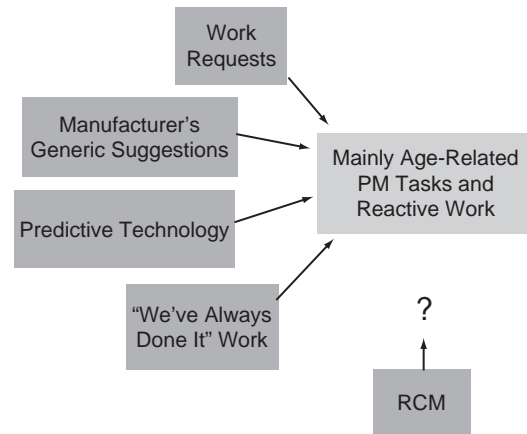 Work
Requests
Manufacturer’s
Generic Suggestions
Mainly Age-Related
PM Tasks and
Reactive Work
Predictive Technology
“We’ve Always
Done It” Work
?
RCM